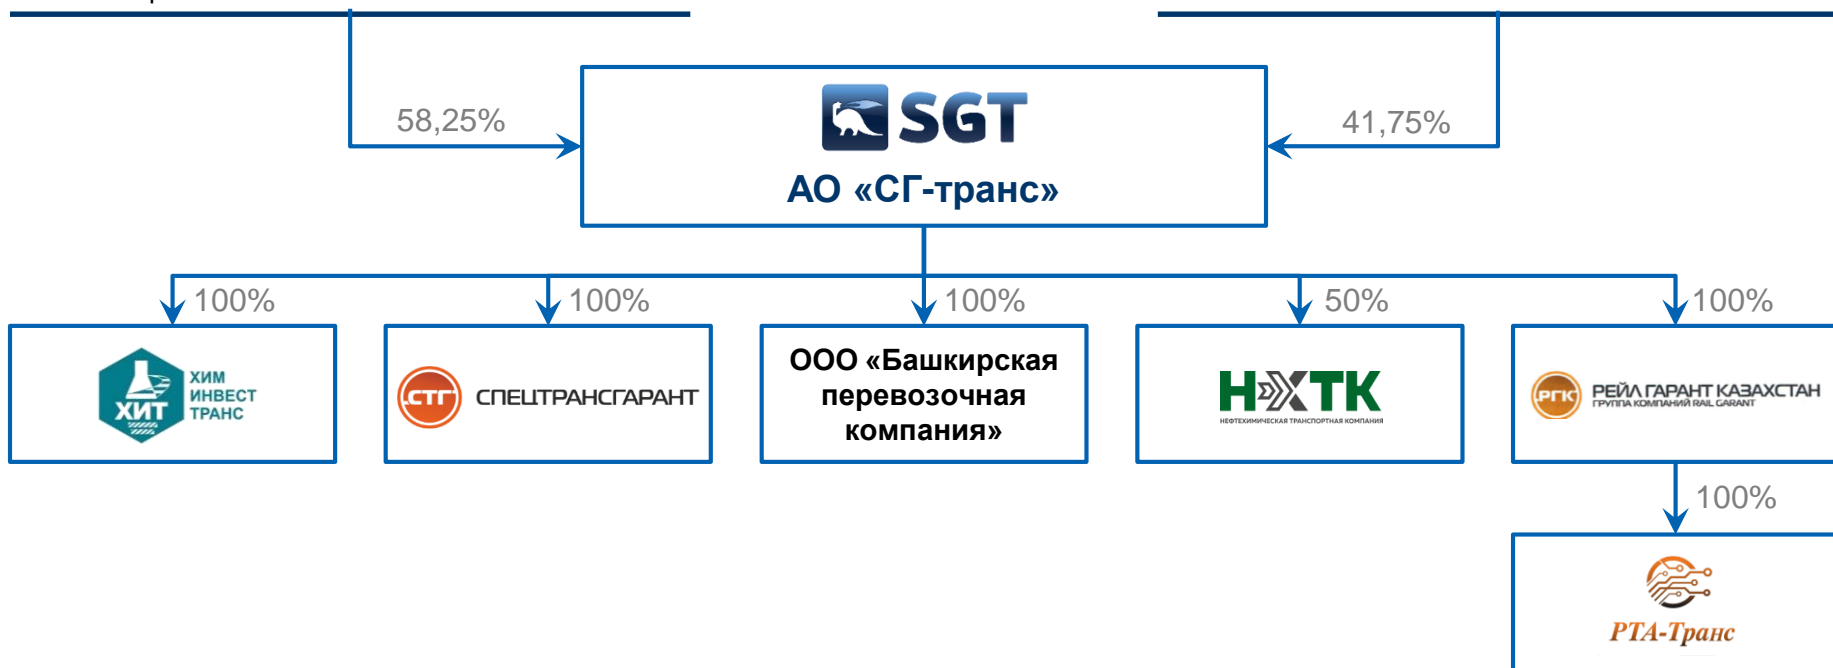 58,25%
SGT
41,75%
АО «СГ-транс»
100%
100%
100%
50%
100%
ХИТ
ХИМ
ИНВЕСТ
ТРАНС
СТГ
СПЕЦТРАНСГАРАНТ
ООО «Башкирская
перевозочная
компания»
НХТК
НЕФТЕХИМИЧЕСКАЯ ТРАНСПОРТНАЯ КОМПАНИЯ
РГК
РЕЙЛ ГАРАНТ КАЗАХСТАН
ГРУППА КОМПАНИЙ RAIL GARANT
100%
РТА-Транс